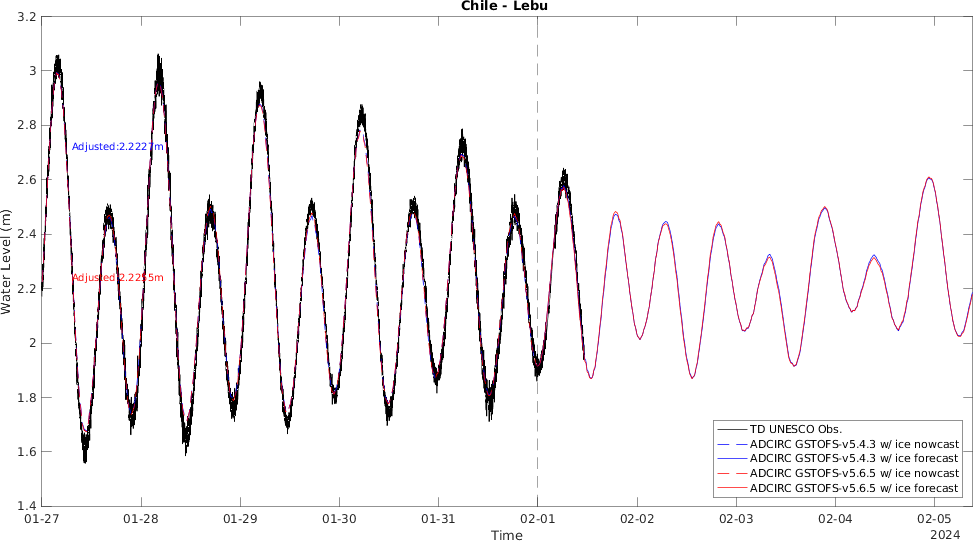 Chile - Lebu
3.2
3
2.8
2.6
2.4
2.2
2
1.8
1.6
1.4
Water Level (m)
Adjusted:2.2227m
Adjusted:2.2255m
TD UNESCO Obs.
ADCIRC GSTOFS-v5.4.3 w/ ice nowcast
ADCIRC GSTOFS-v5.4.3 w/ ice forecast
ADCIRC GSTOFS-v5.6.5 w/ ice nowcast
ADCIRC GSTOFS-v5.6.5 w/ ice forecast
01-27 01-28 01-29 01-30 01-31 02-01 02-02 02-03 02-04 02-05
Time
2024